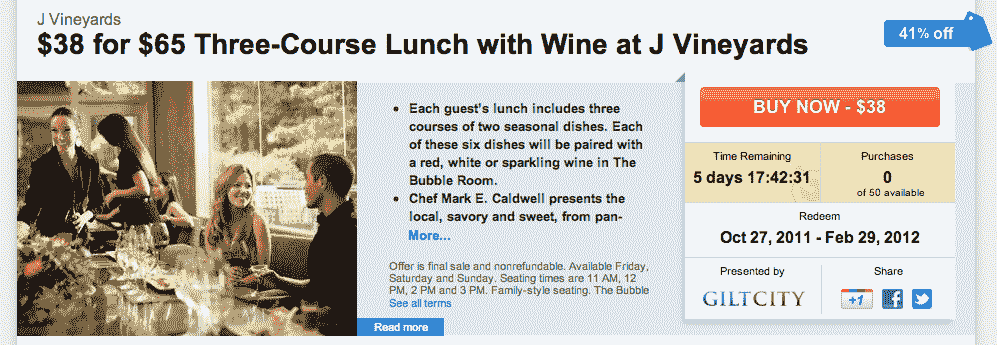 J Vineyards
$38 for $65 Three-Course Lunch with Wine at J Vineyards
41% off
Each guest's lunch includes three
courses of two seasonal dishes. Each
of these six dishes will be paired with
a red, white or sparkling wine in The
Bubble Room.
Chef Mark E. Caldwell presents the
local, savory and sweet, from pan-
More...
Offer is final sale and nonrefundable. Available Friday,
Saturday and Sunday. Seating times are 11 AM, 12
PM, 2 PM and 3 PM. Family-style seating. The Bubble
See all terms
Read more
BUY NOW - $38
Time Remaining
5 days 17:42:31
Purchases
0
of 50 available
Redeem
Oct 27, 2011 - Feb 29, 2012
Presented by
GILTCITY
Share
+1